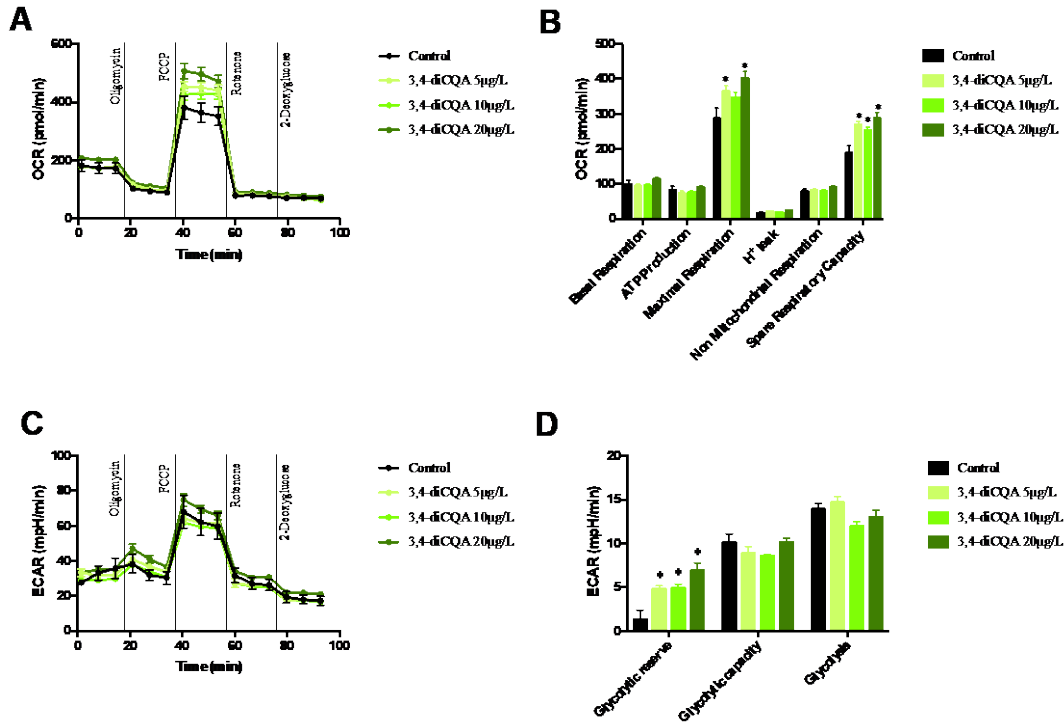 A
OCR (pmol/min)
600
400
200
0
0
20
40
60
80
100
Time (min)
Oligomycin
FCCP
Rotenone
2-Deoxyglucose
Control
3,4-diCQA 5µg/L
3,4-diCQA 10µg/L
3,4-diCQA 20µg/L
B
OCR (pmol/min)
500
400
300
200
100
0
*
*
*
*
*
Basal Respiration
ATP Production
Maximal Respiration
H⁺ leak
Non Mitochondrial Respiration
Spare Respiratory Capacity
Control
3,4-diCQA 5µg/L
3,4-diCQA 10µg/L
3,4-diCQA 20µg/L
C
ECAR (mpH/min)
100
80
60
40
20
0
0
20
40
60
80
100
Time (min)
Oligomycin
FCCP
Rotenone
2-Deoxyglucose
Control
3,4-diCQA 5µg/L
3,4-diCQA 10µg/L
3,4-diCQA 20µg/L
D
ECAR (mpH/min)
20
15
10
5
0
*
*
*
Glycolytic reserve
Glycolytic capacity
Glycolysis
Control
3,4-diCQA 5µg/L
3,4-diCQA 10µg/L
3,4-diCQA 20µg/L